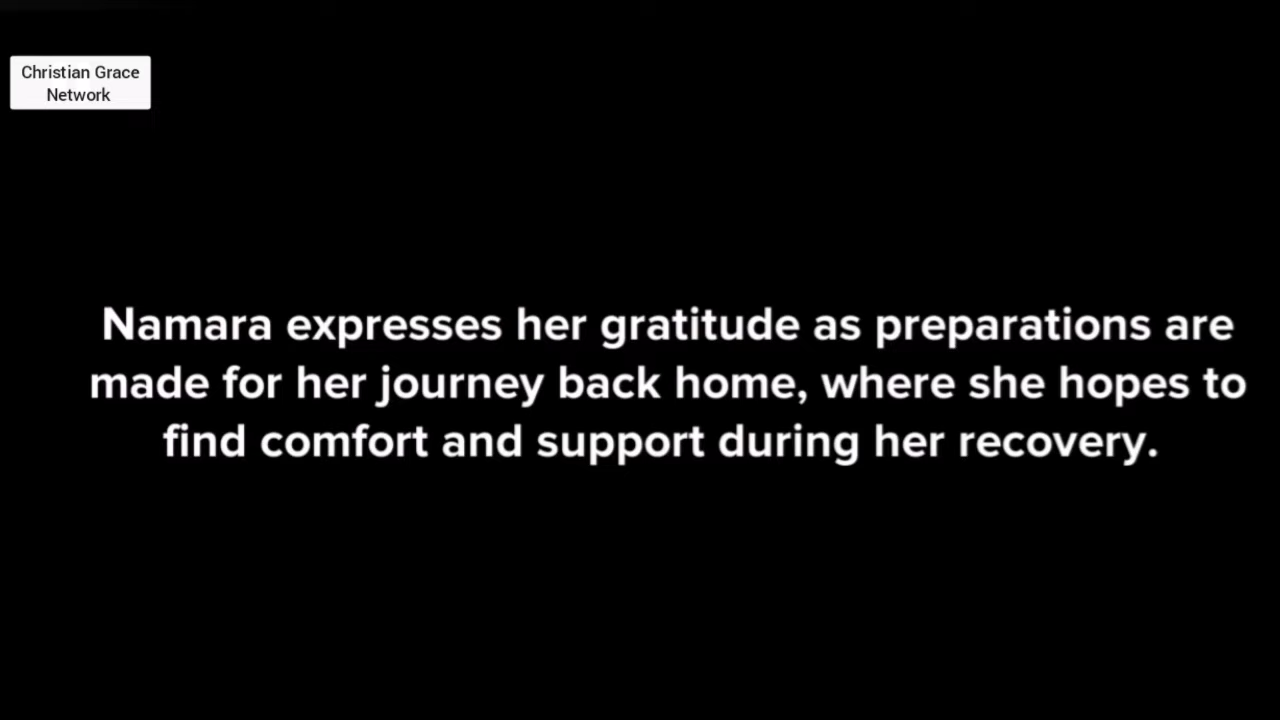 Christian Grace
Network
Namara expresses her gratitude as preparations are
made for her journey back home, where she hopes to
find comfort and support during her recovery.